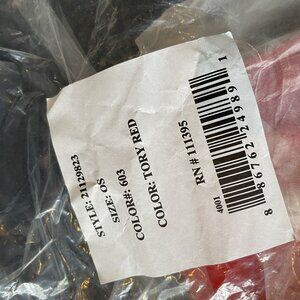 STYLE: 21129823
SIZE: OS
COLOR#: 603
COLOR: TORY RED
RN # 111395
4001
8 86762 24989 1